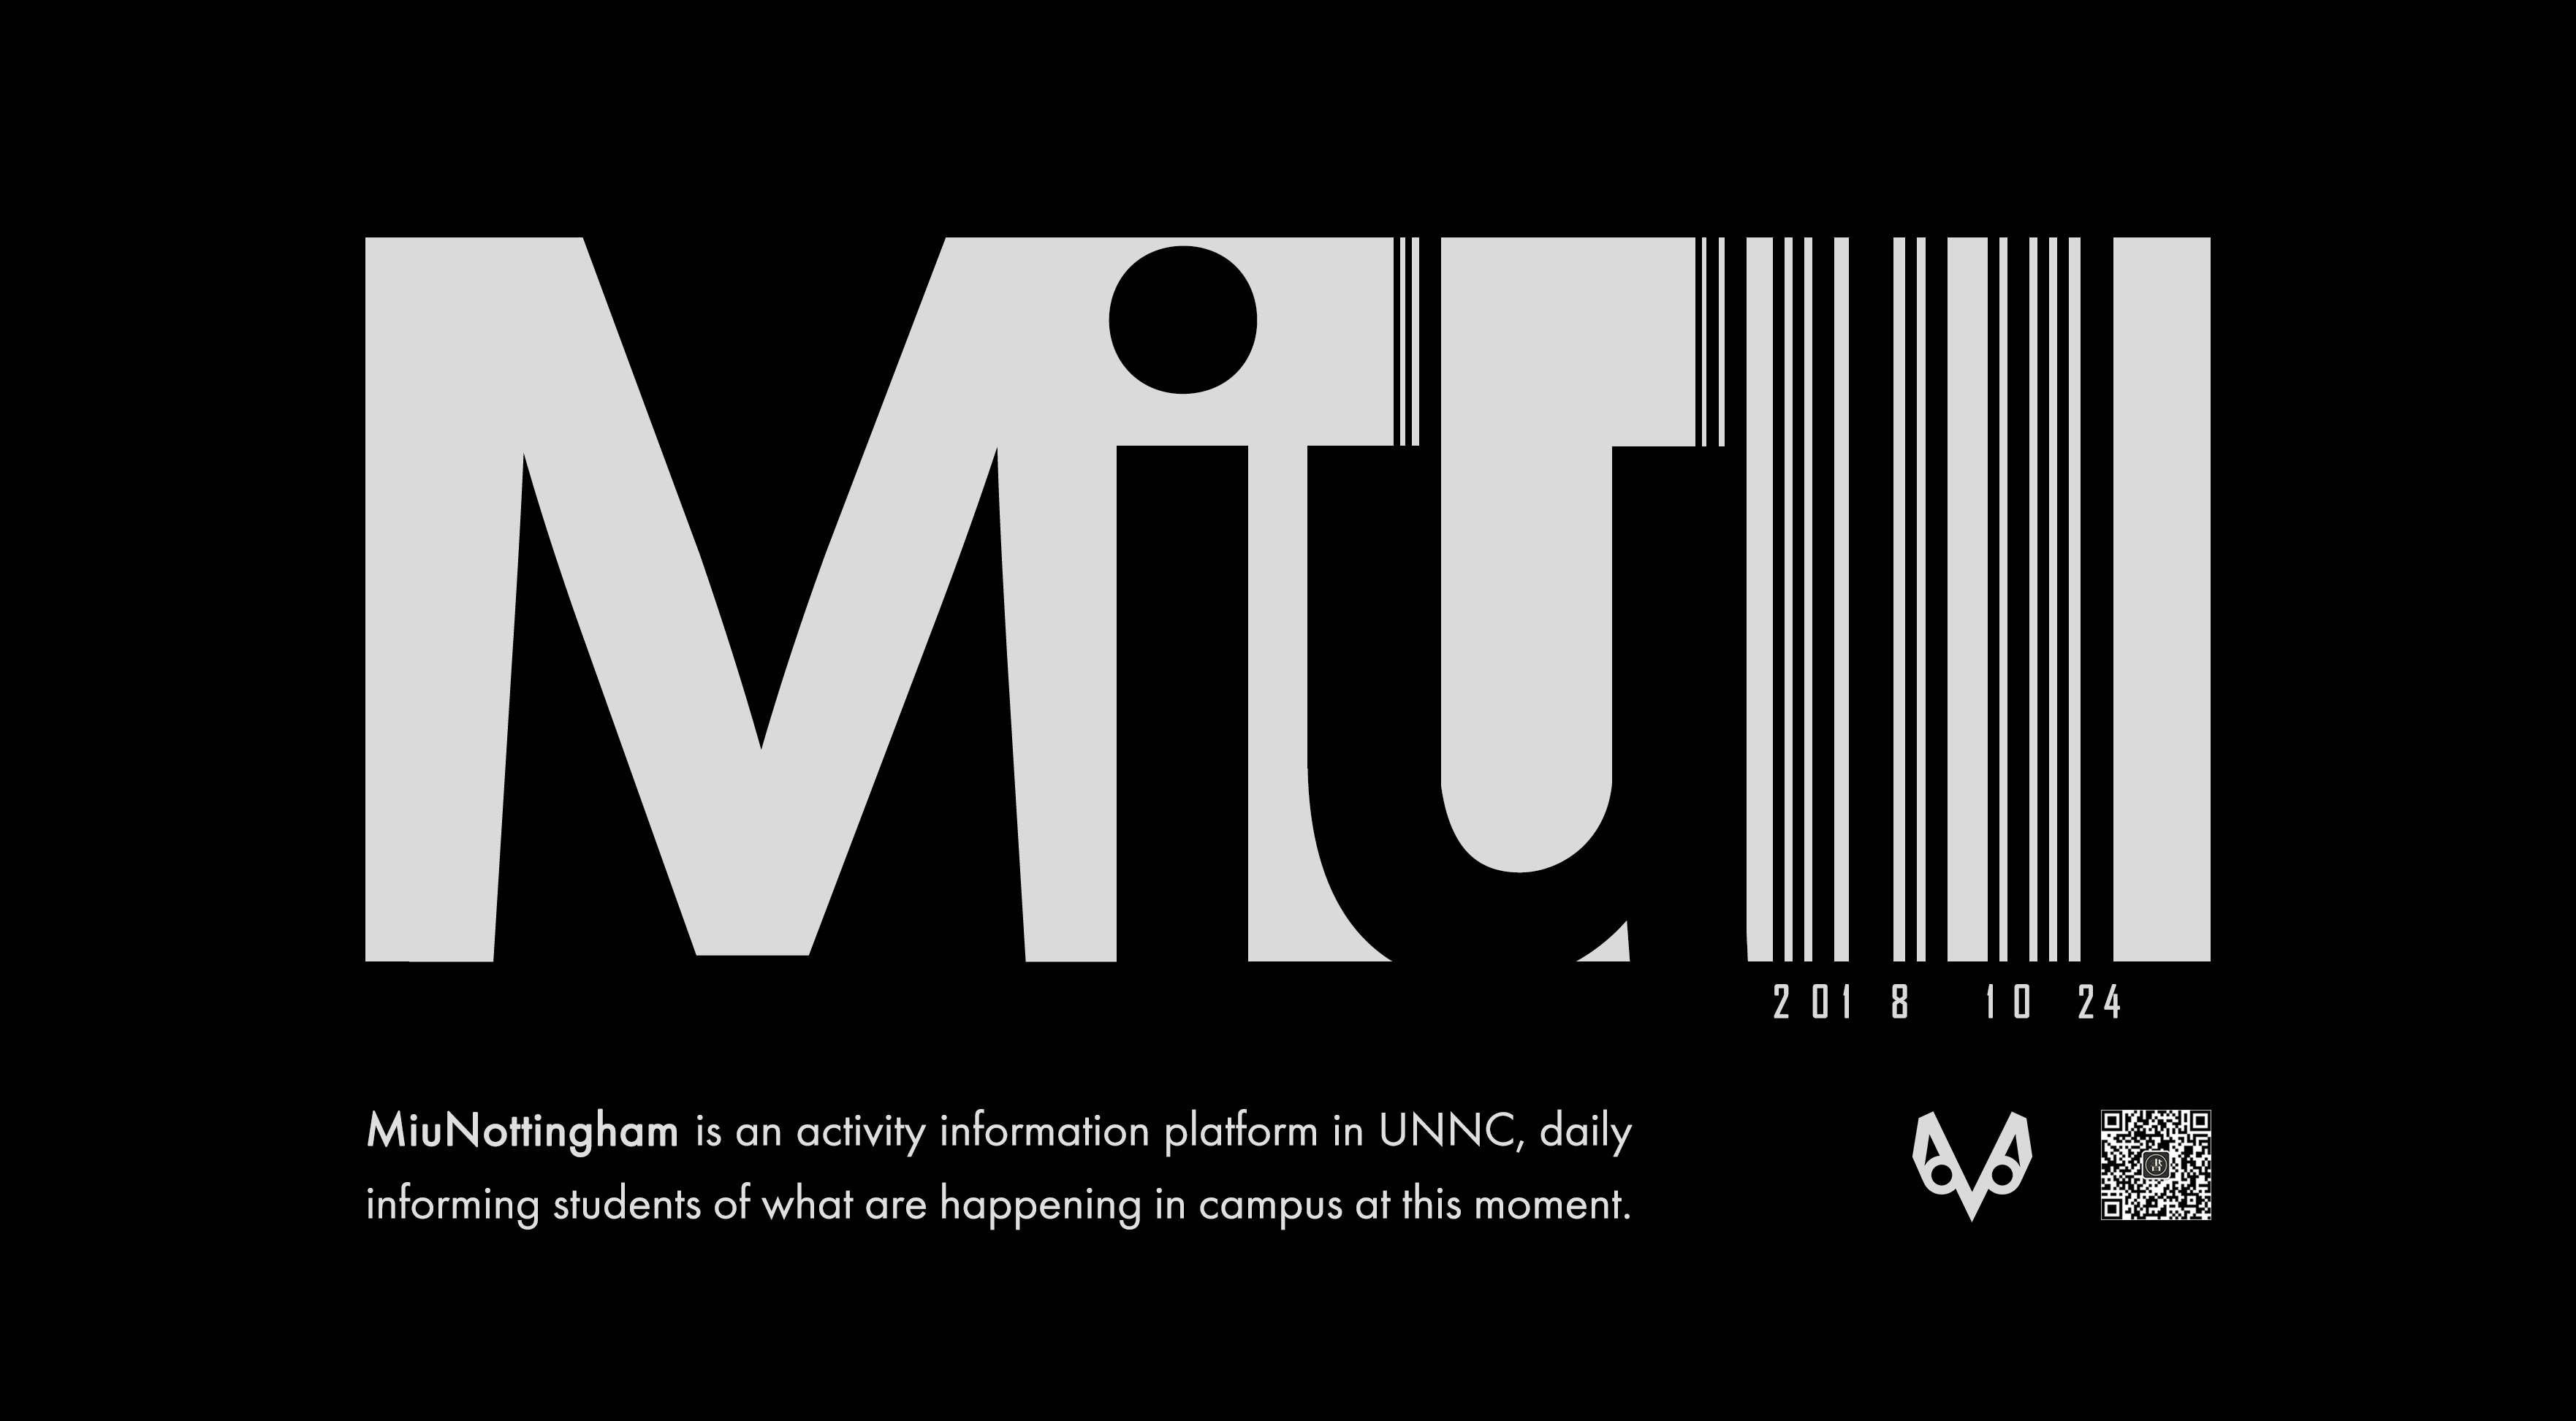 Miu
2018 10 24
MiuNottingham is an activity information platform in UNNC, daily
informing students of what are happening in campus at this moment.